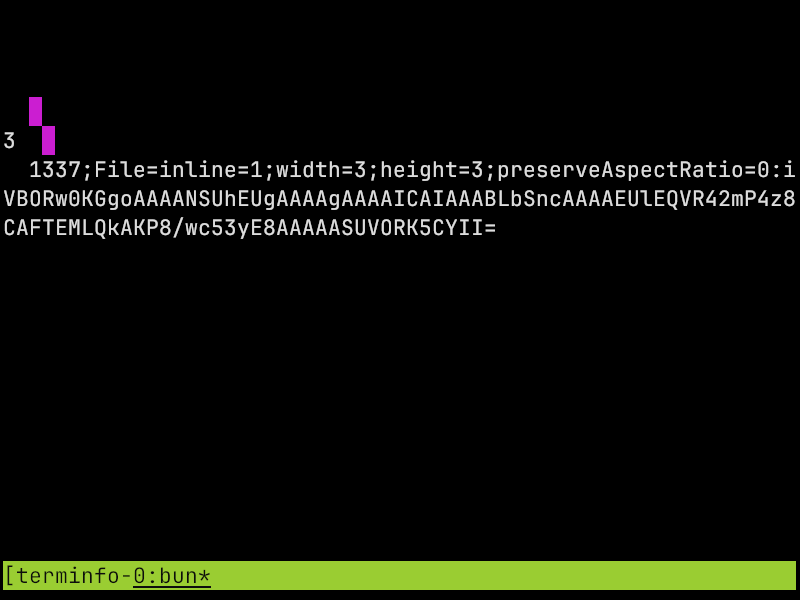 3
1337;File=inline=1;width=3;height=3;preserveAspectRatio=0:i
VBORw0KGgoAAAANSUhEUgAAAAgAAAAICAIAAABLbSncAAAAEUlEQVR42mP4z8
CAFTEMLQkAKP8/wc53yE8AAAAASUVORK5CYII=
[terminfo-0:bun*